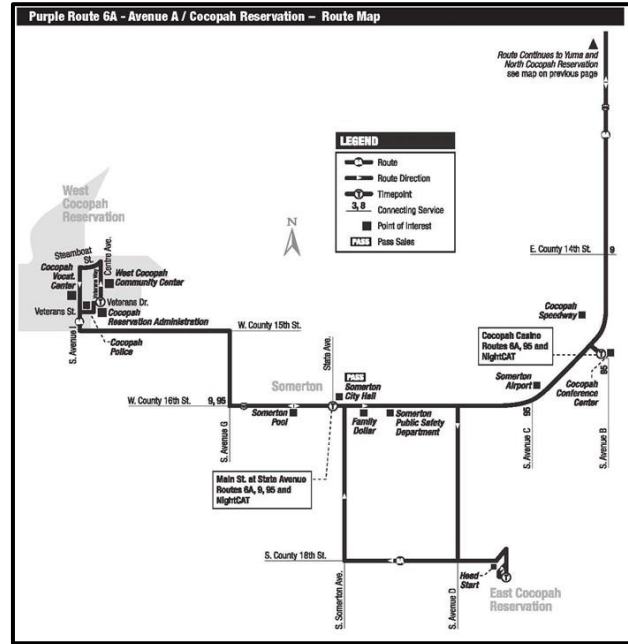 Purple Route 6A - Avenue A / Cocopah Reservation – Route Map
Route Continues to Yuma and
North Cocopah Reservation
see map on previous page
LEGEND
Route
Route Direction
T Timepoint
3, 8 Connecting Service
Point of Interest
PASS Pass Sales
N
West
Cocopah
Reservation
Steamboat
St.
Centre Ave.
Cocopah
Vocat.
Center
Veterans Way
West Cocopah
Community Center
Veterans St.
T Veterans Dr.
Cocopah
Reservation Administration
Cocopah
Police
S. Avenue I
W. County 15th St.
E. County 14th St.
9
Cocopah
Speedway
Cocopah Casino
Routes 6A, 95 and
NightCAT
T
95
Cocopah
Conference
Center
Somerton
Airport
95
S. Avenue C
S. Avenue B
State Ave.
Somerton
PASS
Somerton
City Hall
W. County 16th St.
9, 95
T
Somerton
Pool
Family
Dollar
Somerton
Public Safety
Department
S. Avenue G
Main St. at State Avenue
Routes 6A, 9, 95 and
NightCAT
S. County 18th St.
Head
Start
T
S. Somerton Ave.
S. Avenue D
East Cocopah
Reservation